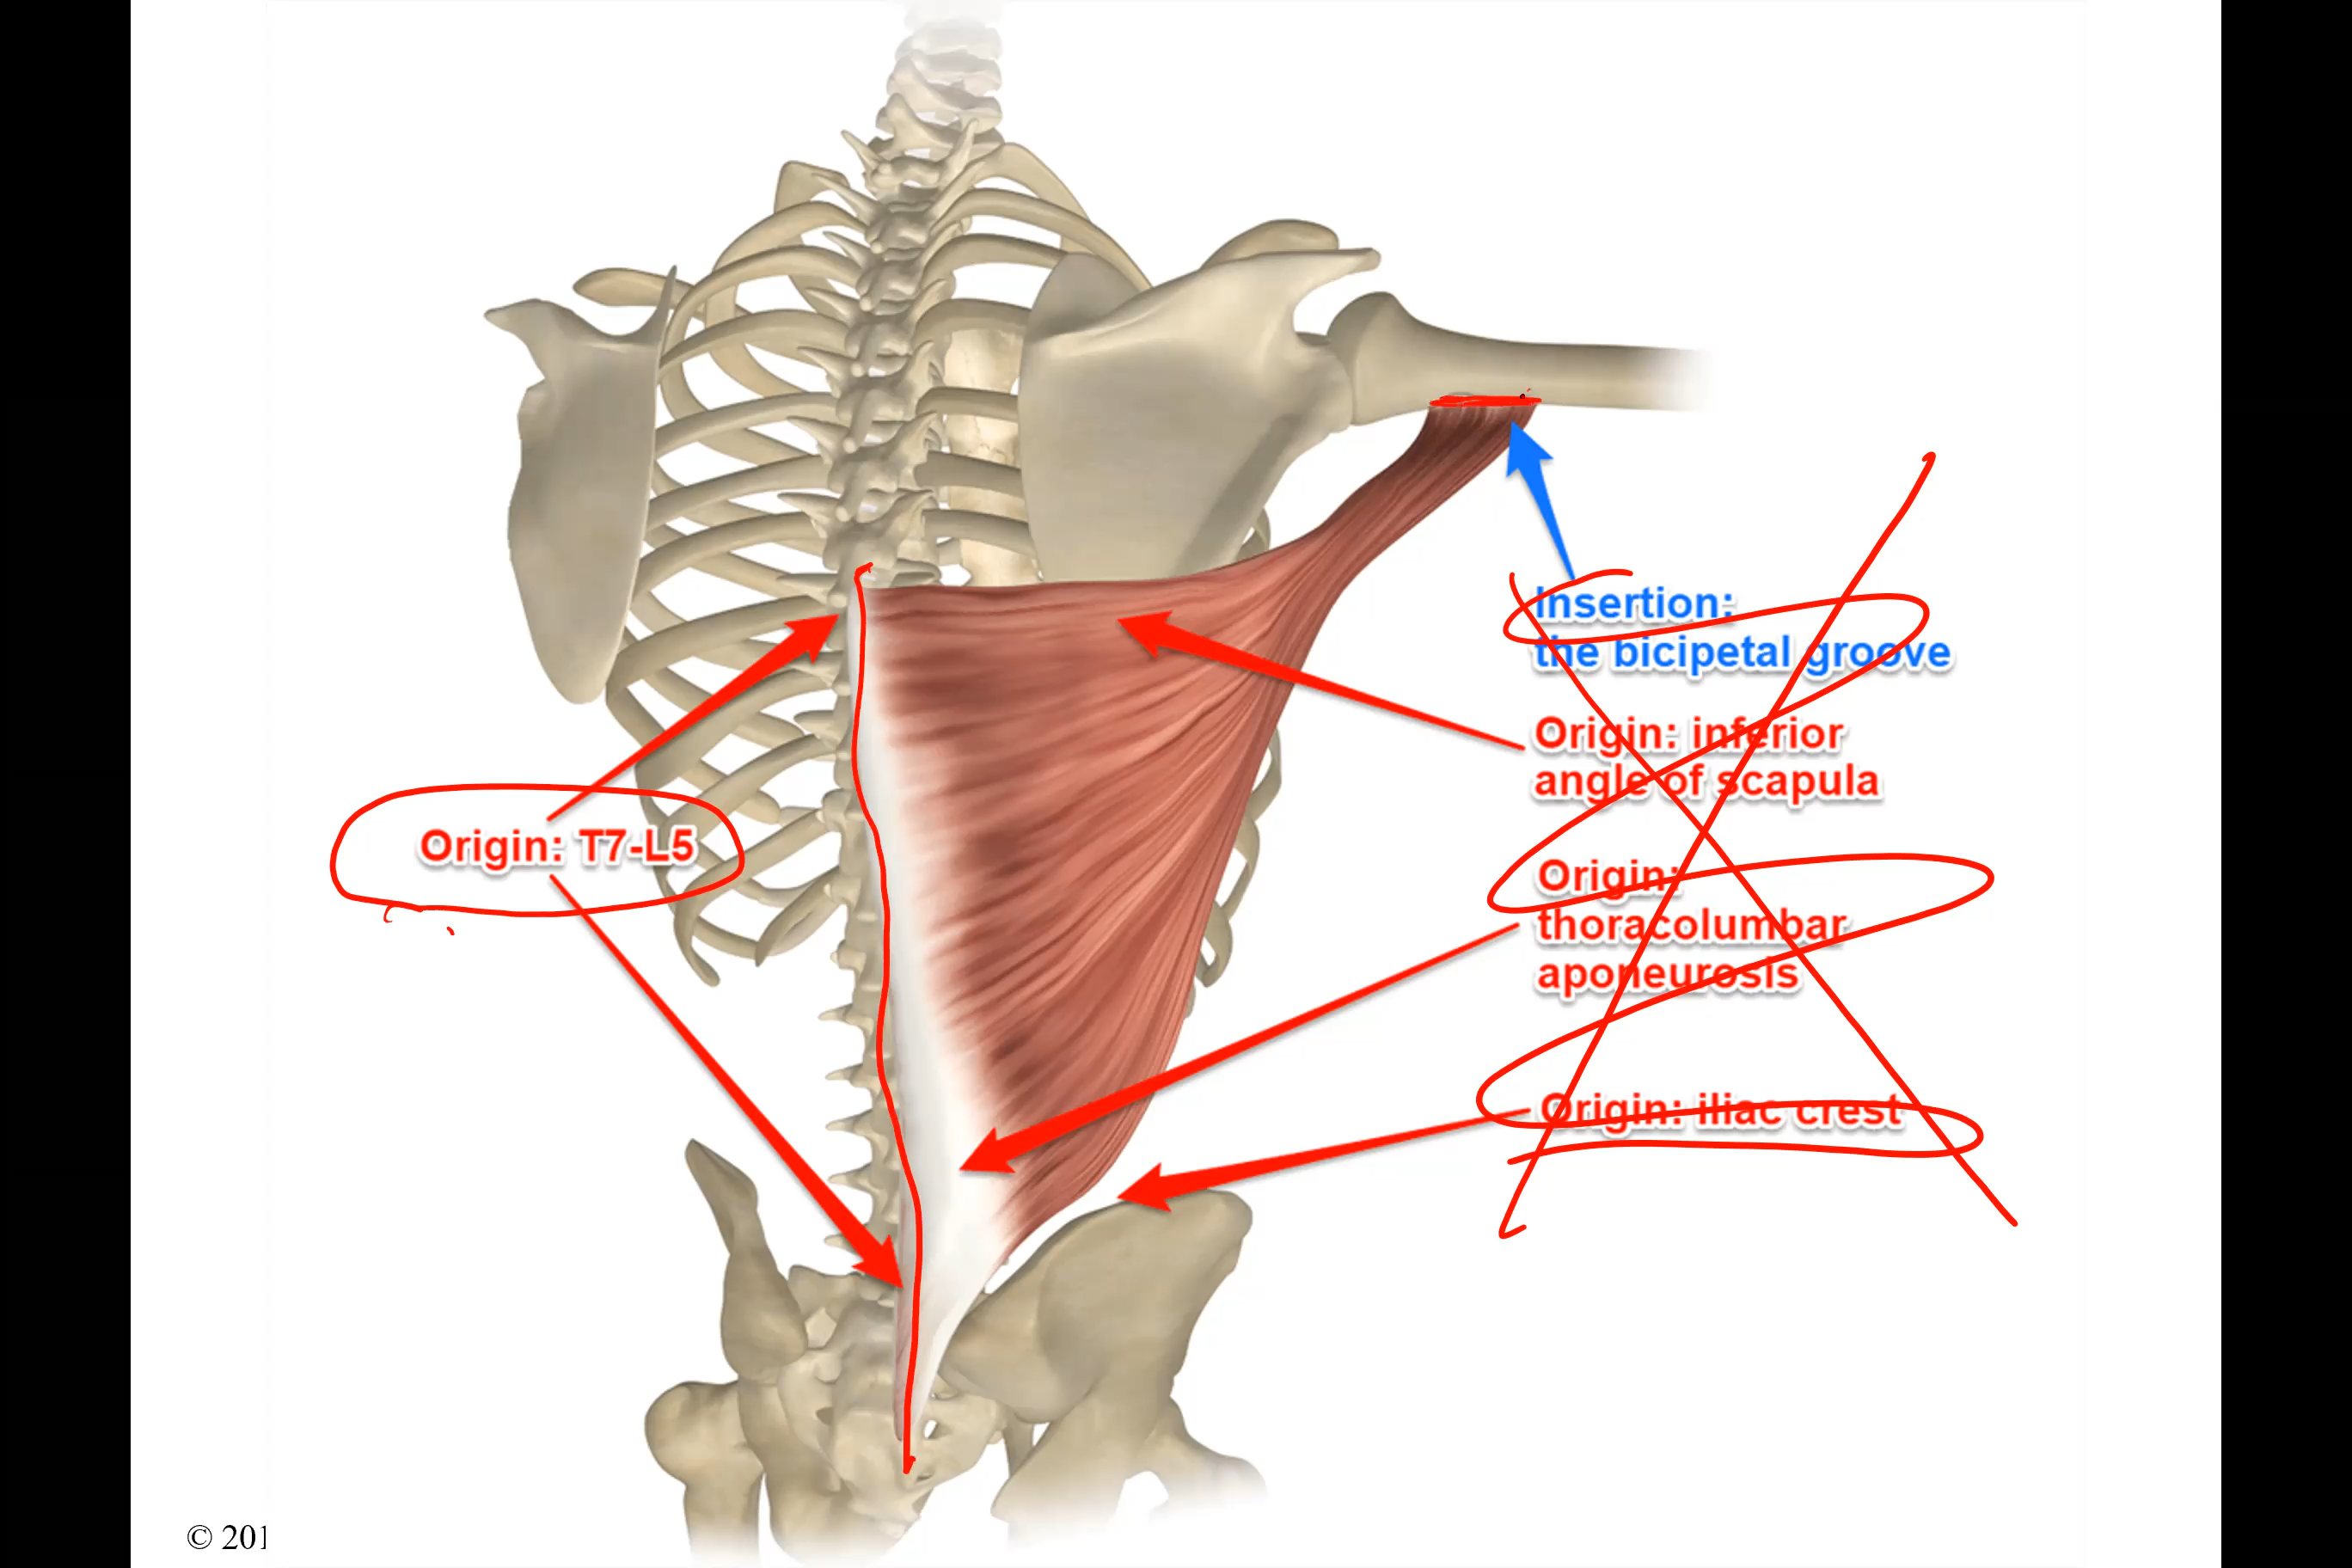 Insertion:
the bicipetal groove
Origin: inferior
angle of scapula
Origin: T7-L5
Origin:
thoracolumbar
aponeurosis
Origin: iliac crest
© 201